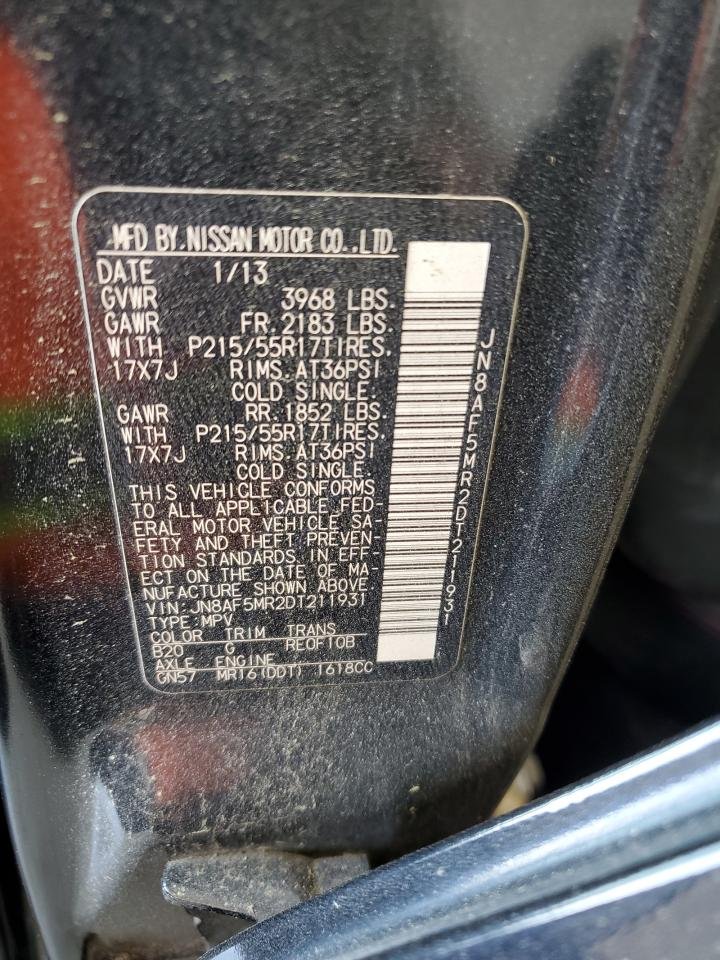 MFD BY NISSAN MOTOR CO., LTD.
DATE 1/13
GVWR 3968 LBS.
GAWR FR. 2183 LBS.
WITH P215/55R17TIRES.
17X7J RIMS. AT36PSI
COLD SINGLE.
GAWR RR. 1852 LBS.
WITH P215/55R17TIRES.
17X7J RIMS. AT36PSI
COLD SINGLE.
THIS VEHICLE CONFORMS
TO ALL APPLICABLE FED-
ERAL MOTOR VEHICLE SA-
FETY AND THEFT PREVEN-
TION STANDARDS IN EFF-
ECT ON THE DATE OF MA-
NUFACTURE SHOWN ABOVE.
VIN: JN8AF5MR2DT211931
TYPE: MPV
COLOR TRIM TRANS
B20 G RE0F10B
AXLE ENGINE
GN57 MR16(DDT) 1618CC
JN8AF5MR2DT211931